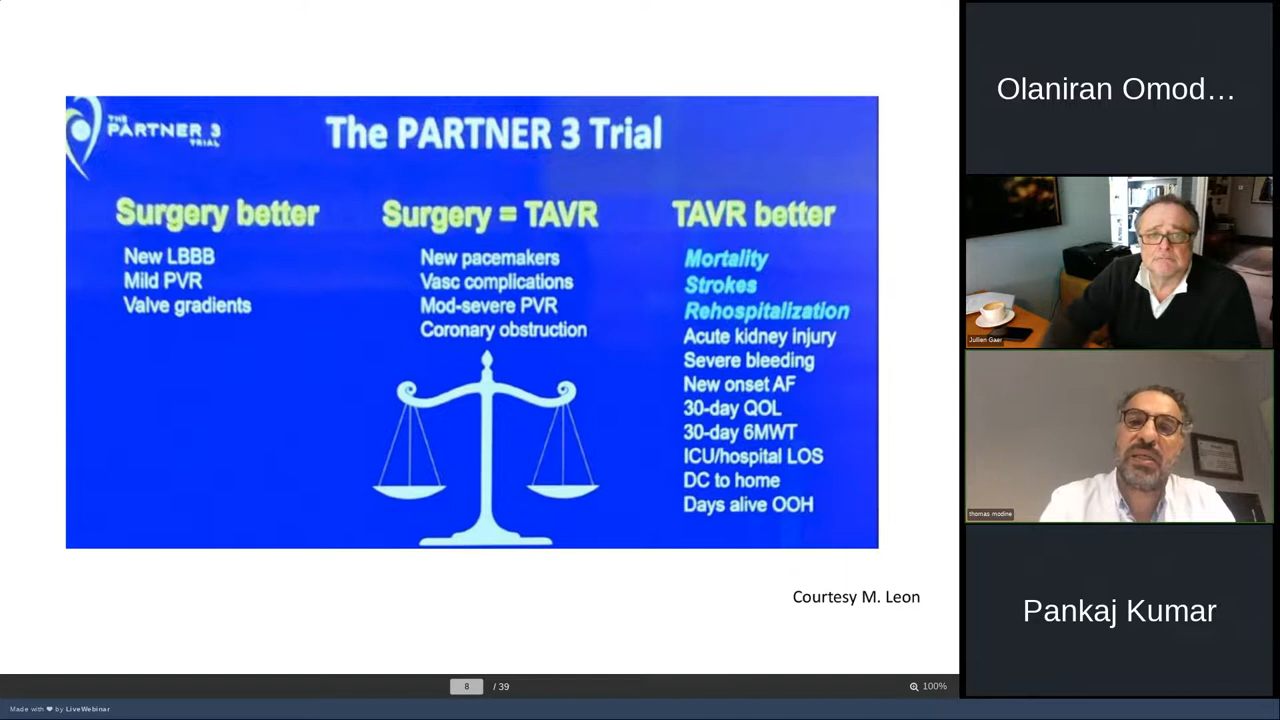 THE
PARTNER 3
TRIAL
The PARTNER 3 Trial
Surgery better
New LBBB
Mild PVR
Valve gradients
Surgery = TAVR
New pacemakers
Vasc complications
Mod-severe PVR
Coronary obstruction
TAVR better
Mortality
Strokes
Rehospitalization
Acute kidney injury
Severe bleeding
New onset AF
30-day QOL
30-day 6MWT
ICU/hospital LOS
DC to home
Days alive OOH
Courtesy M. Leon
8 / 39
100%
Made with ❤ by LiveWebinar
Olaniran Omod…
Jullien Gaer
thomas modine
Pankaj Kumar